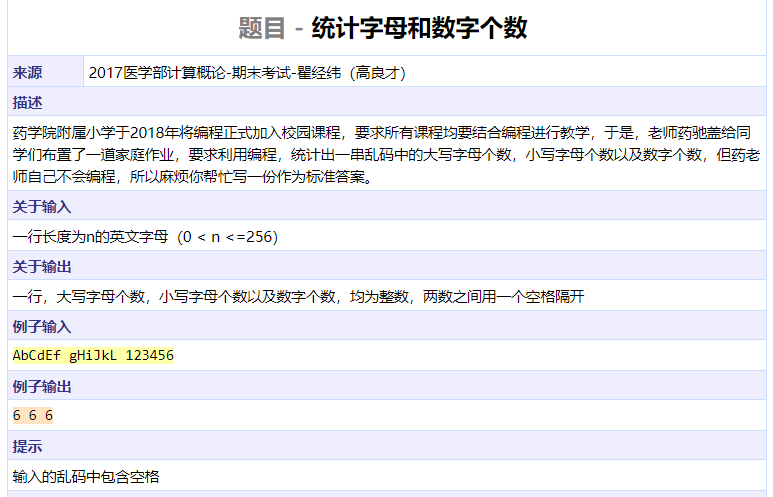 题目 - 统计字母和数字个数
来源 2017医学部计算概论-期末考试-瞿经纬（高良才）
描述
药学院附属小学于2018年将编程正式加入校园课程，要求所有课程均要结合编程进行教学，于是，老师药驰盖给同
学们布置了一道家庭作业，要求利用编程，统计出一串乱码中的大写字母个数，小写字母个数以及数字个数，但药老
师自己不会编程，所以麻烦你帮忙写一份作为标准答案。
关于输入
一行长度为n的英文字母（0 < n <=256）
关于输出
一行，大写字母个数，小写字母个数以及数字个数，均为整数，两数之间用一个空格隔开
例子输入
AbCdEf gHiJkL 123456
例子输出
6 6 6
提示
输入的乱码中包含空格